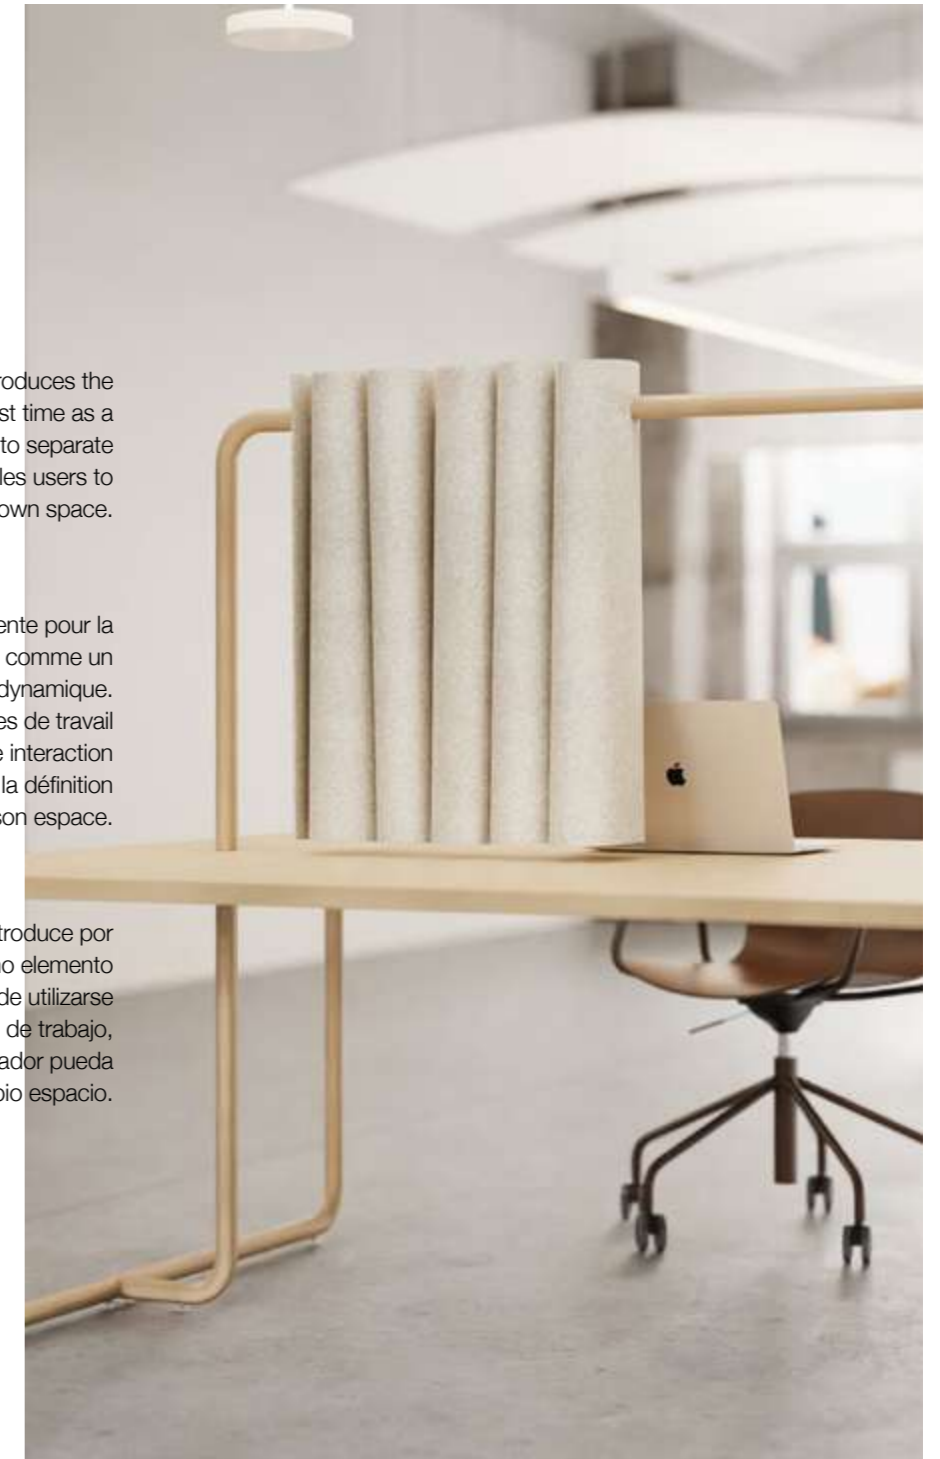 roduces the
st time as a
to separate
les users to
own space.
ente pour la
comme un
dynamique.
es de travail
e interaction
la définition
son espace.
troduce por
no elemento
de utilizarse
de trabajo,
ador pueda
pio espacio.